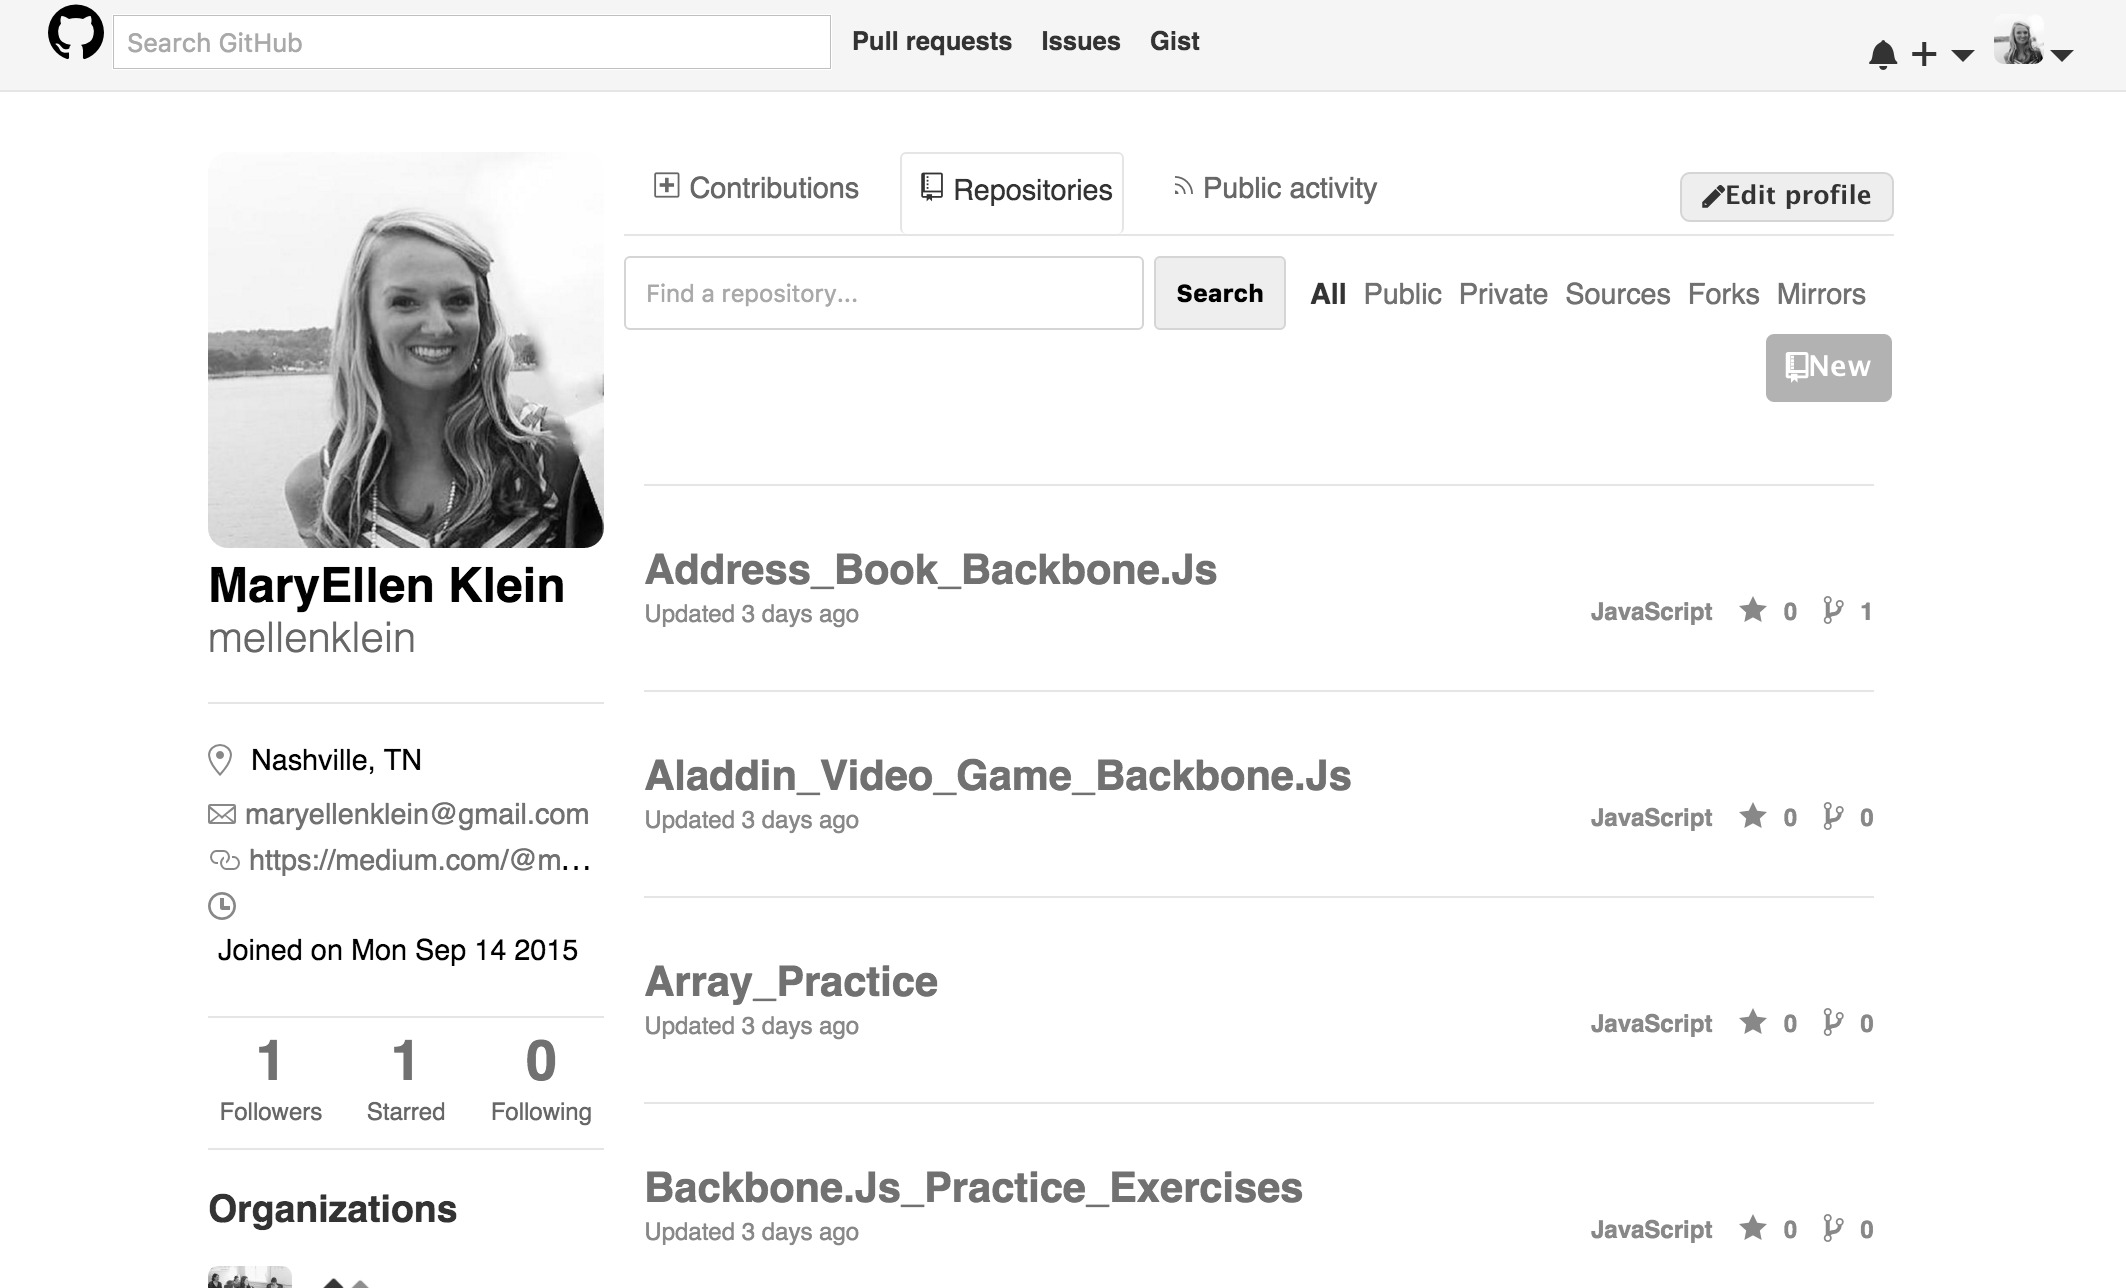 Search GitHub
Pull requests Issues Gist
Contributions Repositories Public activity
Edit profile
Find a repository... Search All Public Private Sources Forks Mirrors
New
MaryEllen Klein
mellenklein
Nashville, TN
maryellenklein@gmail.com
https://medium.com/@m...
Joined on Mon Sep 14 2015
1 1 0
Followers Starred Following
Organizations
Address_Book_Backbone.Js
Updated 3 days ago
JavaScript 0 1
Aladdin_Video_Game_Backbone.Js
Updated 3 days ago
JavaScript 0 0
Array_Practice
Updated 3 days ago
JavaScript 0 0
Backbone.Js_Practice_Exercises
Updated 3 days ago
JavaScript 0 0